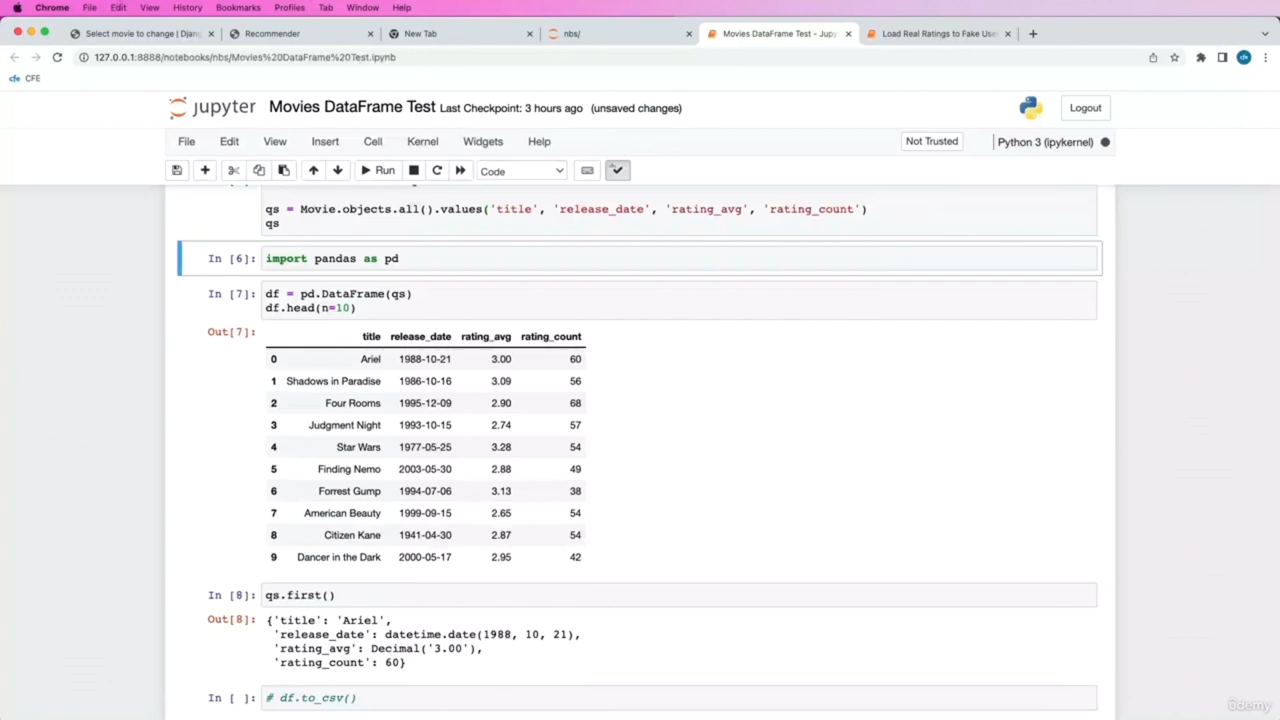 Chrome File Edit View History Bookmarks Profiles Tab Window Help
Select movie to change | Djan Recommender New Tab nbs/ Movies DataFrame Test - Jupy Load Real Ratings to Fake Use
127.0.0.1:8888/notebooks/nbs/Movies%20DataFrame%20Test.ipynb
cfe CFE
jupyter Movies DataFrame Test Last Checkpoint: 3 hours ago (unsaved changes) Logout
File Edit View Insert Cell Kernel Widgets Help Not Trusted Python 3 (ipykernel)
Run Code
qs = Movie.objects.all().values('title', 'release_date', 'rating_avg', 'rating_count')
qs
In [6]: import pandas as pd
In [7]: df = pd.DataFrame(qs)
df.head(n=10)
Out[7]:
title release_date rating_avg rating_count
0 Ariel 1988-10-21 3.00 60
1 Shadows in Paradise 1986-10-16 3.09 56
2 Four Rooms 1995-12-09 2.90 68
3 Judgment Night 1993-10-15 2.74 57
4 Star Wars 1977-05-25 3.28 54
5 Finding Nemo 2003-05-30 2.88 49
6 Forrest Gump 1994-07-06 3.13 38
7 American Beauty 1999-09-15 2.65 54
8 Citizen Kane 1941-04-30 2.87 54
9 Dancer in the Dark 2000-05-17 2.95 42
In [8]: qs.first()
Out[8]: {'title': 'Ariel',
'release_date': datetime.date(1988, 10, 21),
'rating_avg': Decimal('3.00'),
'rating_count': 60}
In [ ]: # df.to_csv()
ûdemy